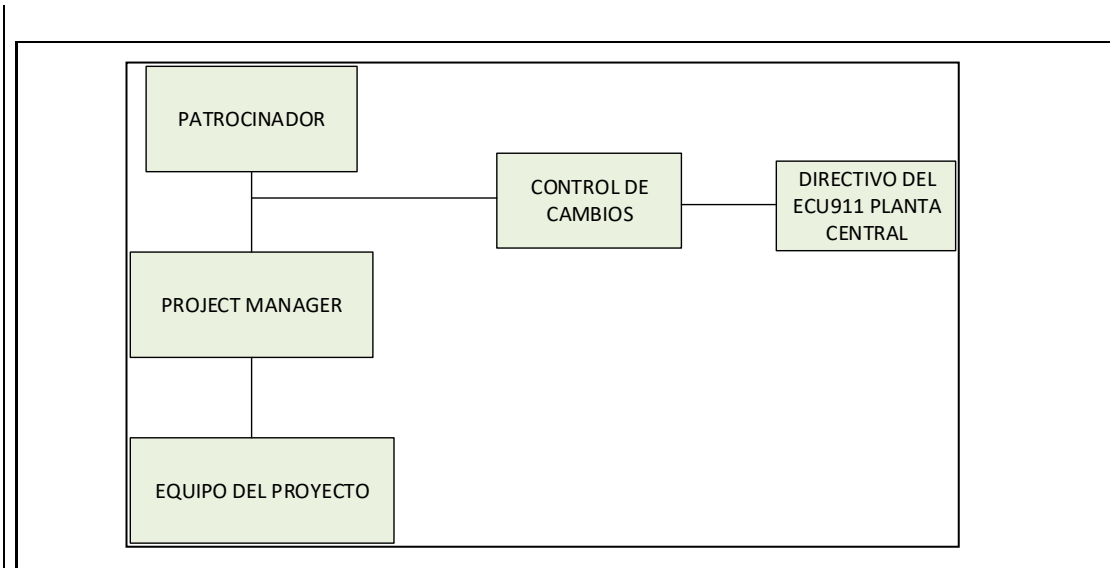 PATROCINADOR
CONTROL DE
CAMBIOS
DIRECTIVO DEL
ECU911 PLANTA
CENTRAL
PROJECT MANAGER
EQUIPO DEL PROYECTO